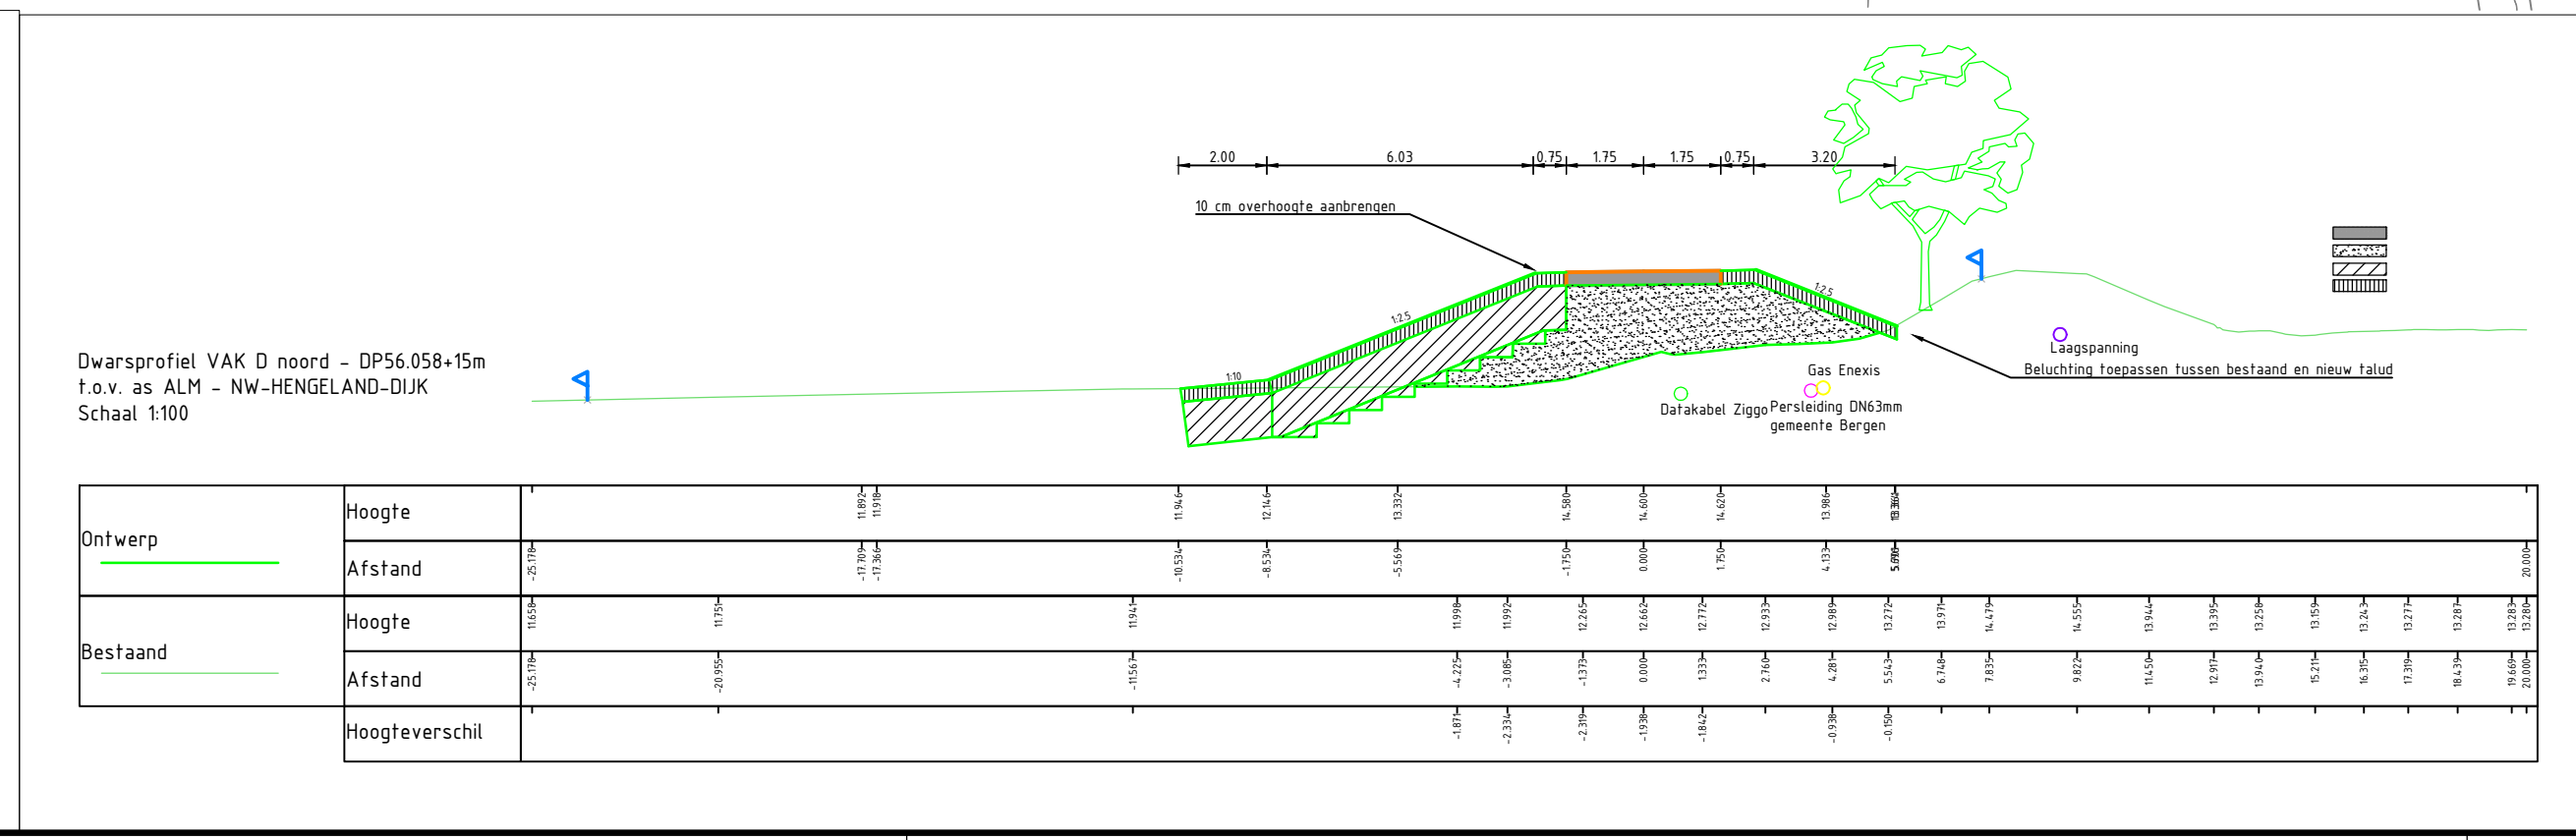 2.00 6.03 0.75 1.75 1.75 0.75 3.20
10 cm overhoogte aanbrengen
1:2.5
1:2.5
1:10
Laagspanning
Beluchting toepassen tussen bestaand en nieuw talud
Gas Enexis
Datakabel Ziggo
Persleiding DN63mm
gemeente Bergen
Dwarsprofiel VAK D noord - DP56.058+15m
t.o.v. as ALM - NW-HENGELAND-DIJK
Schaal 1:100
Ontwerp
Hoogte 11.892 11.918 11.946 12.146 13.332 14.580 14.600 14.620 13.986
Afstand -25.178 -17.709 -17.366 -10.534 -8.534 -5.569 -1.750 0.000 1.750 4.133 20.000
Bestaand
Hoogte 11.658 11.751 11.941 11.998 11.992 12.265 12.662 12.772 12.933 12.989 13.272 13.971 14.479 14.555 13.944 13.395 13.258 13.159 13.243 13.277 13.287 13.283 13.280
Afstand -25.178 -20.955 -11.567 -4.225 -3.085 -1.373 0.000 1.333 2.760 4.281 5.543 6.748 7.835 9.822 11.450 12.917 13.940 15.211 16.315 17.319 18.439 19.669 20.000
Hoogteverschil -1.871 -2.334 -2.319 -1.938 -1.842 -0.938 -0.150